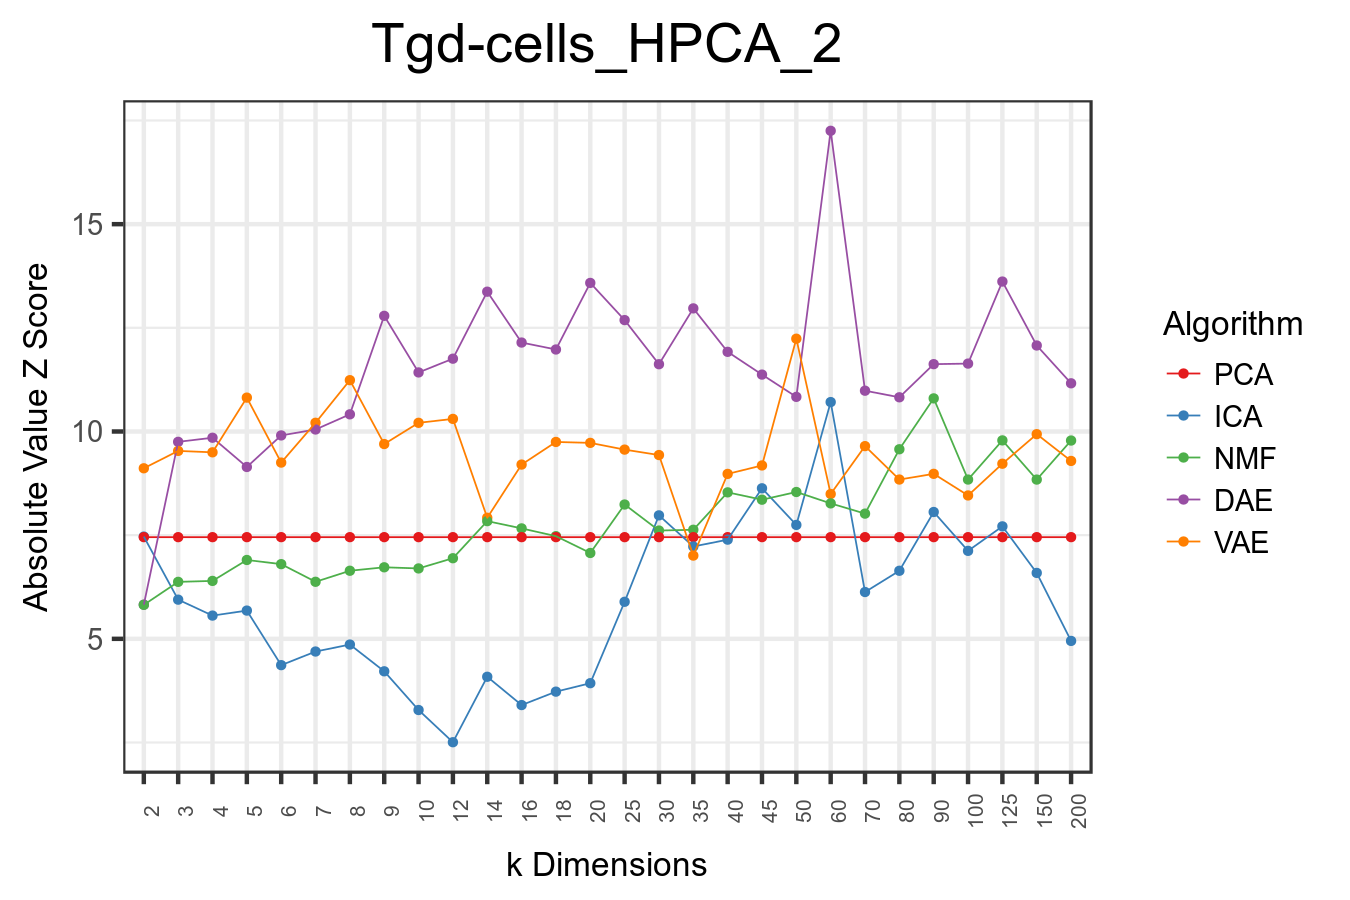 Tgd-cells_HPCA_2
Absolute Value Z Score
15
10
5
2 3 4 5 6 7 8 9 10 12 14 16 18 20 25 30 35 40 45 50 60 70 80 90 100 125 150 200
k Dimensions
Algorithm
PCA
ICA
NMF
DAE
VAE